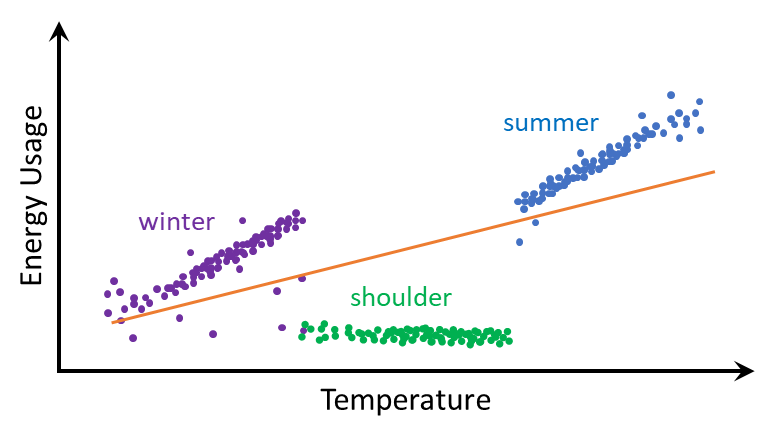 summer
winter
shoulder
Energy Usage
Temperature